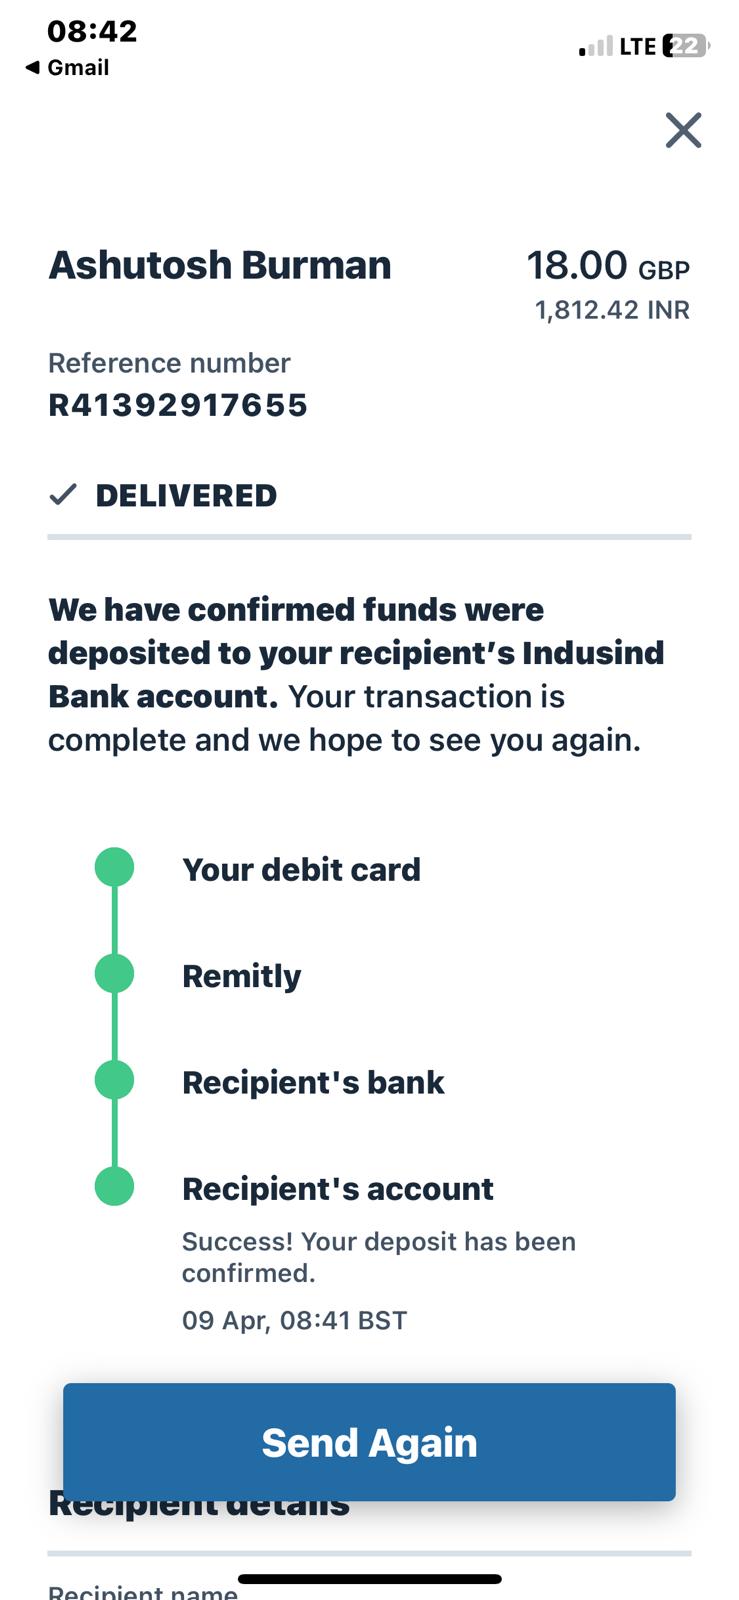 08:42
LTE 22
◀ Gmail
Ashutosh Burman 18.00 GBP
1,812.42 INR
Reference number
R41392917655
✓ DELIVERED
We have confirmed funds were
deposited to your recipient’s Indusind
Bank account. Your transaction is
complete and we hope to see you again.
Your debit card
Remitly
Recipient's bank
Recipient's account
Success! Your deposit has been
confirmed.
09 Apr, 08:41 BST
Send Again
Recipient details
Recipient name